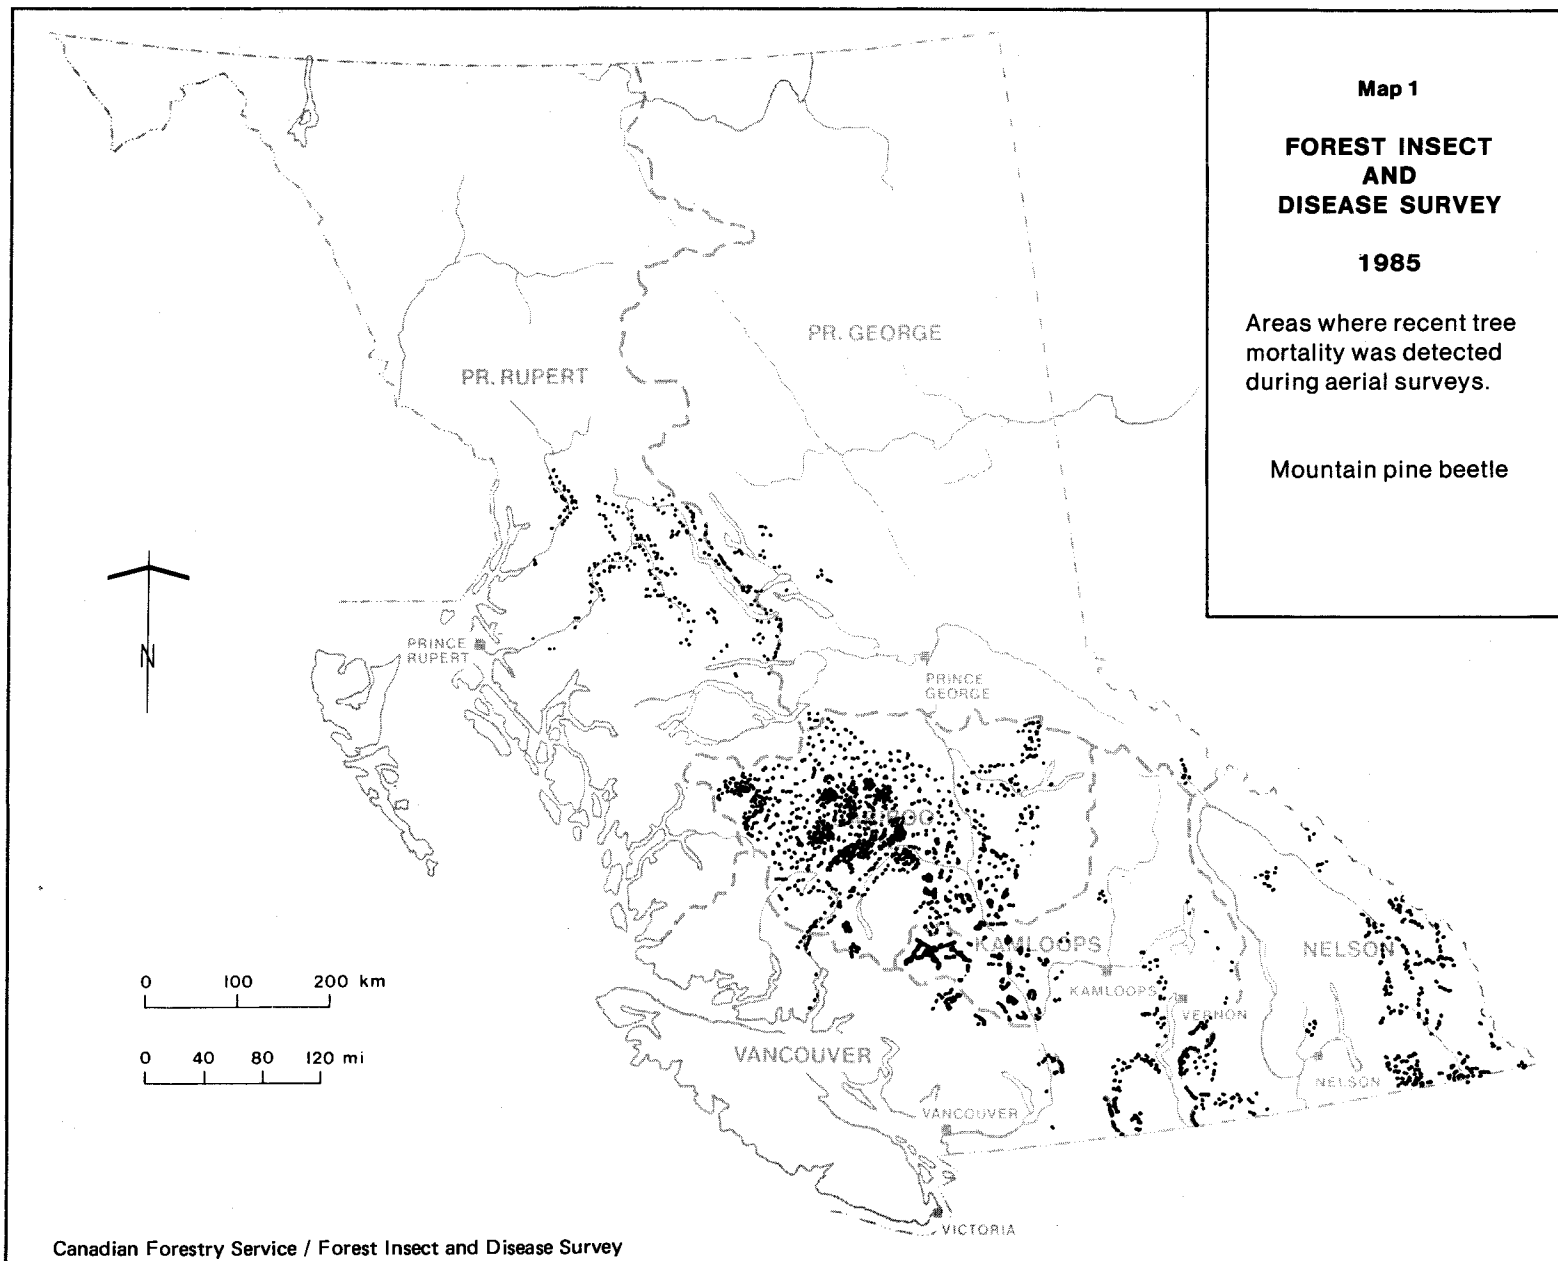 Map 1
FOREST INSECT
AND
DISEASE SURVEY
1985
Areas where recent tree
mortality was detected
during aerial surveys.
Mountain pine beetle
PR. GEORGE
PR. RUPERT
N
PRINCE
RUPERT
PRINCE
GEORGE
KAMLOOPS
NELSON
KAMLOOPS
VERNON
0 100 200 km
0 40 80 120 mi
VANCOUVER
NELSON
VANCOUVER
VICTORIA
Canadian Forestry Service / Forest Insect and Disease Survey